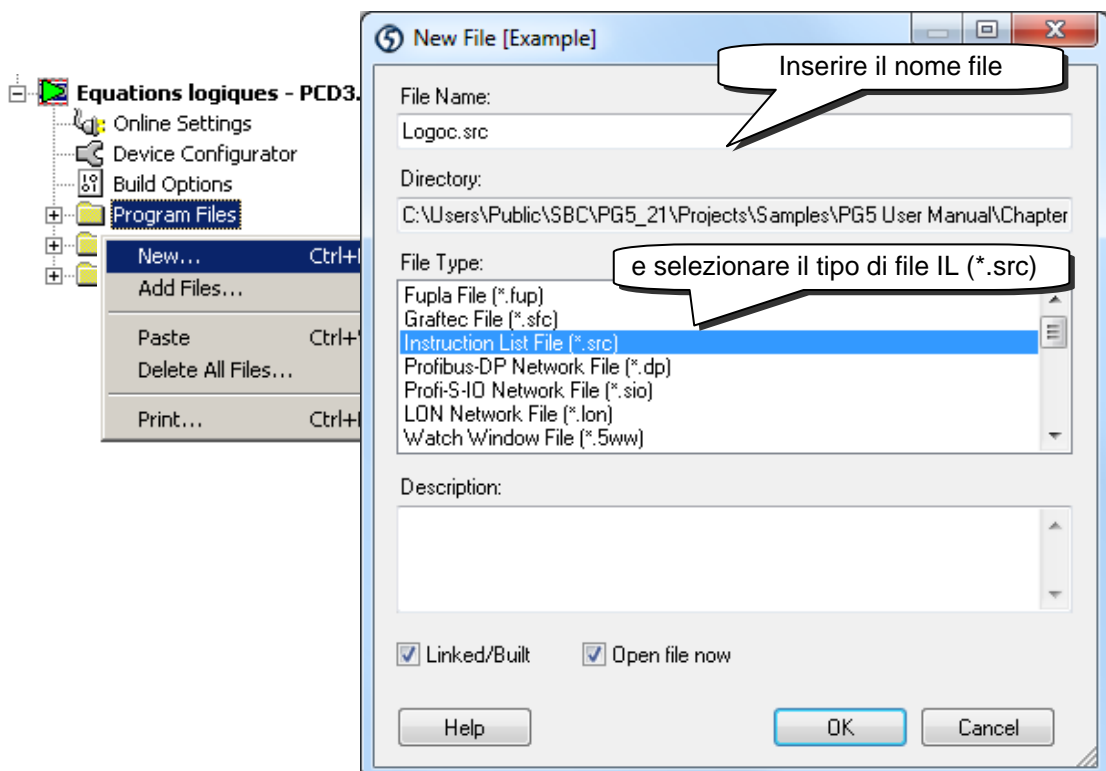 Equations logiques - PCD3.
Online Settings
Device Configurator
Build Options
Program Files
New...
Add Files...
Paste
Delete All Files...
Print...
New File [Example]
Inserire il nome file
File Name:
Logoc.src
Directory:
C:\Users\Public\SBC\PG5_21\Projects\Samples\PG5 User Manual\Chapter
File Type:
e selezionare il tipo di file IL (*.src)
Fupla File (*.fup)
Graftec File (*.sfc)
Instruction List File (*.src)
Profibus-DP Network File (*.dp)
Profi-S-IO Network File (*.sio)
LON Network File (*.lon)
Watch Window File (*.5ww)
Description:
Linked/Built
Open file now
Help
OK
Cancel